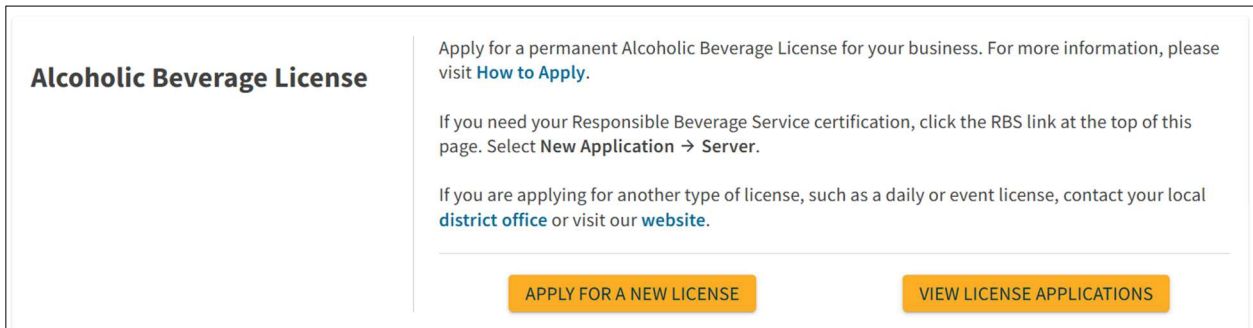 Alcoholic Beverage License
Apply for a permanent Alcoholic Beverage License for your business. For more information, please
visit How to Apply.
If you need your Responsible Beverage Service certification, click the RBS link at the top of this
page. Select New Application → Server.
If you are applying for another type of license, such as a daily or event license, contact your local
district office or visit our website.
APPLY FOR A NEW LICENSE
VIEW LICENSE APPLICATIONS